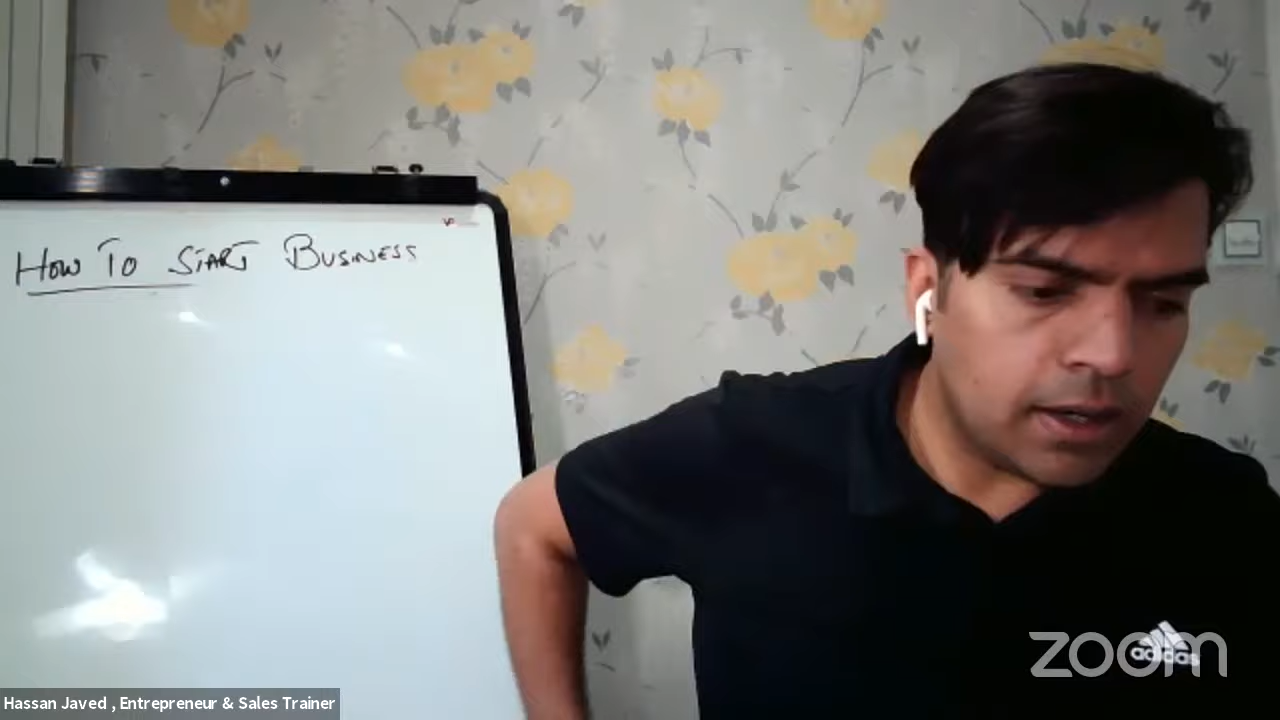 How To START BUSINESS
zoom
adidas
Hassan Javed , Entrepreneur & Sales Trainer